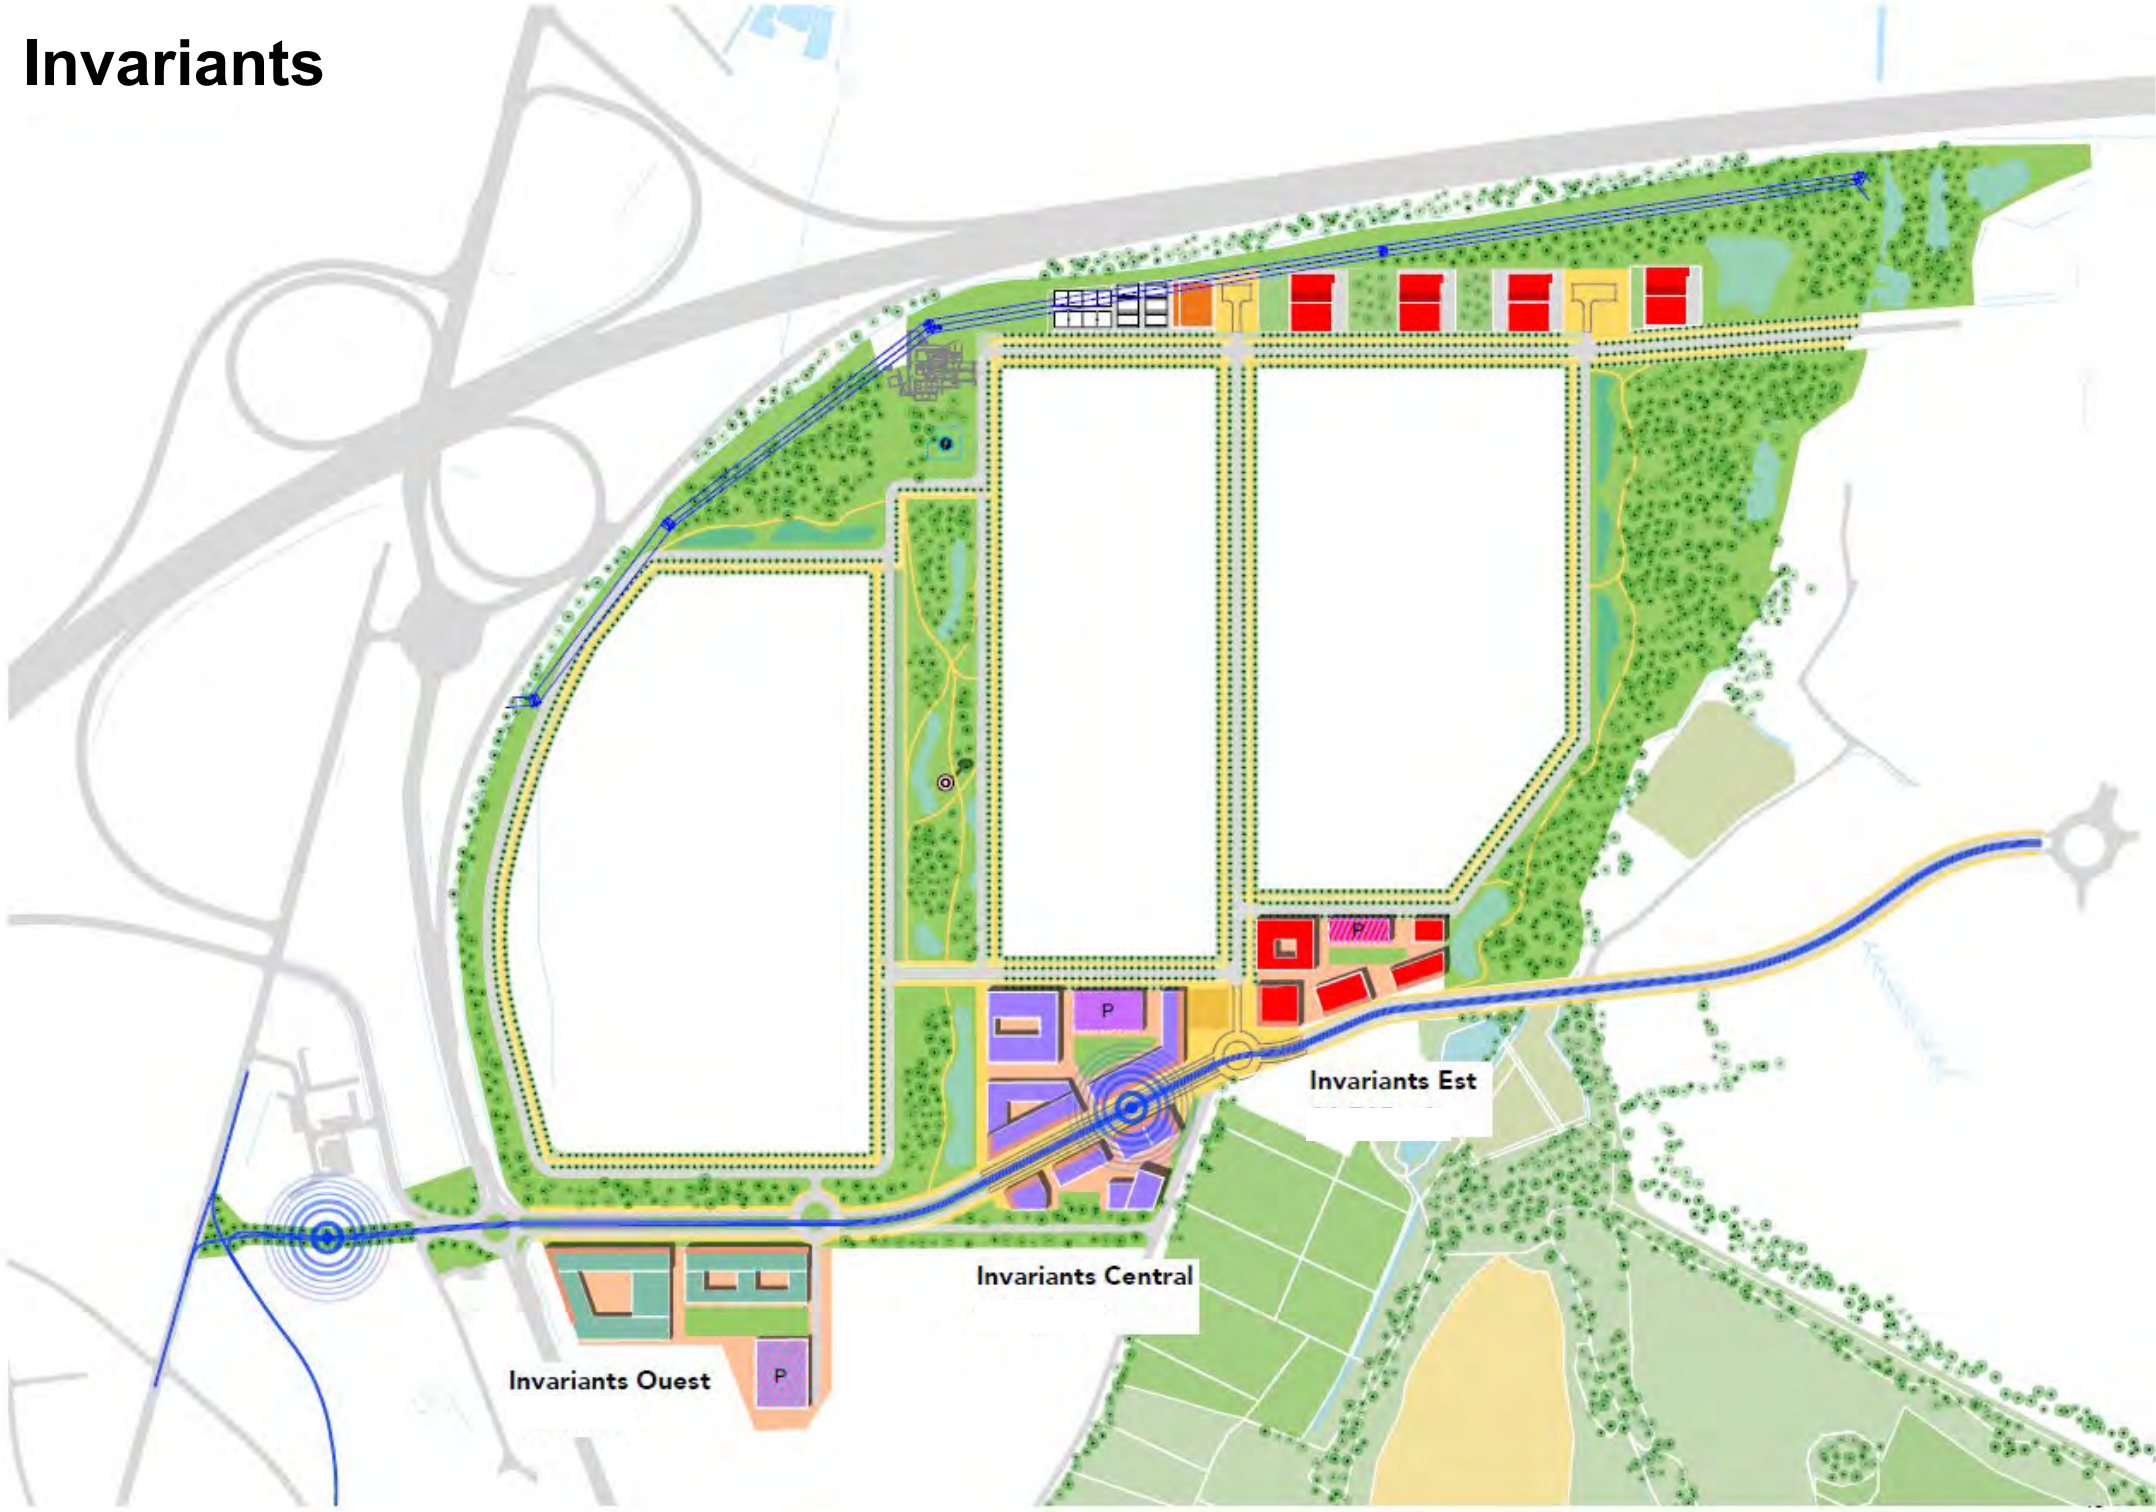 Invariants
P
P
Invariants Est
Invariants Central
Invariants Ouest
P